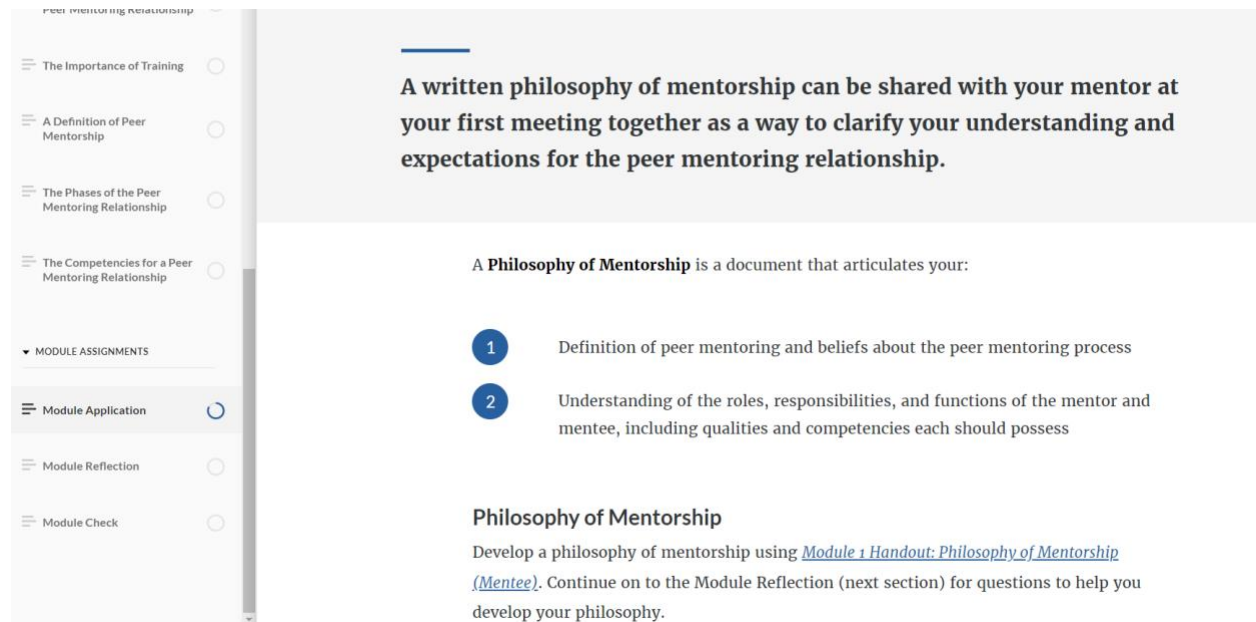 Peer Mentoring Relationship
The Importance of Training
A Definition of Peer
Mentorship
The Phases of the Peer
Mentoring Relationship
The Competencies for a Peer
Mentoring Relationship
MODULE ASSIGNMENTS
Module Application
Module Reflection
Module Check
A written philosophy of mentorship can be shared with your mentor at
your first meeting together as a way to clarify your understanding and
expectations for the peer mentoring relationship.
A Philosophy of Mentorship is a document that articulates your:
1 Definition of peer mentoring and beliefs about the peer mentoring process
2 Understanding of the roles, responsibilities, and functions of the mentor and
mentee, including qualities and competencies each should possess
Philosophy of Mentorship
Develop a philosophy of mentorship using Module 1 Handout: Philosophy of Mentorship
(Mentee). Continue on to the Module Reflection (next section) for questions to help you
develop your philosophy.